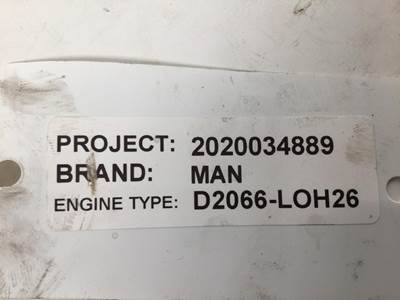 PROJECT: 2020034889
BRAND: MAN
ENGINE TYPE: D2066-LOH26